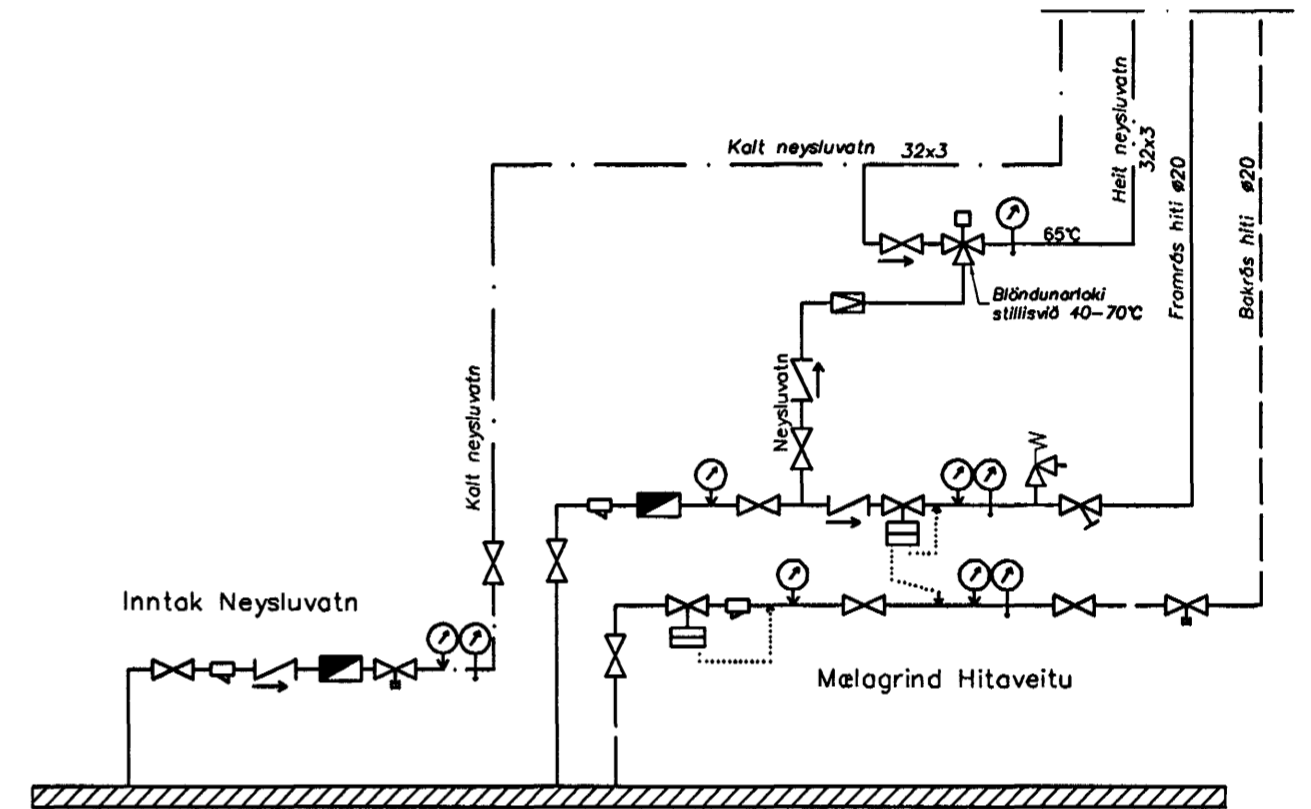 Kalt neysluvatn 32x3
Heit neysluvatn
32x3
Framrás hiti ø20
Bakrás hiti ø20
65°C
Blöndunarloki
stillisvið 40-70°C
Kalt neysluvatn
Neysluvatn
Inntak Neysluvatn
Mælagrind Hitaveitu